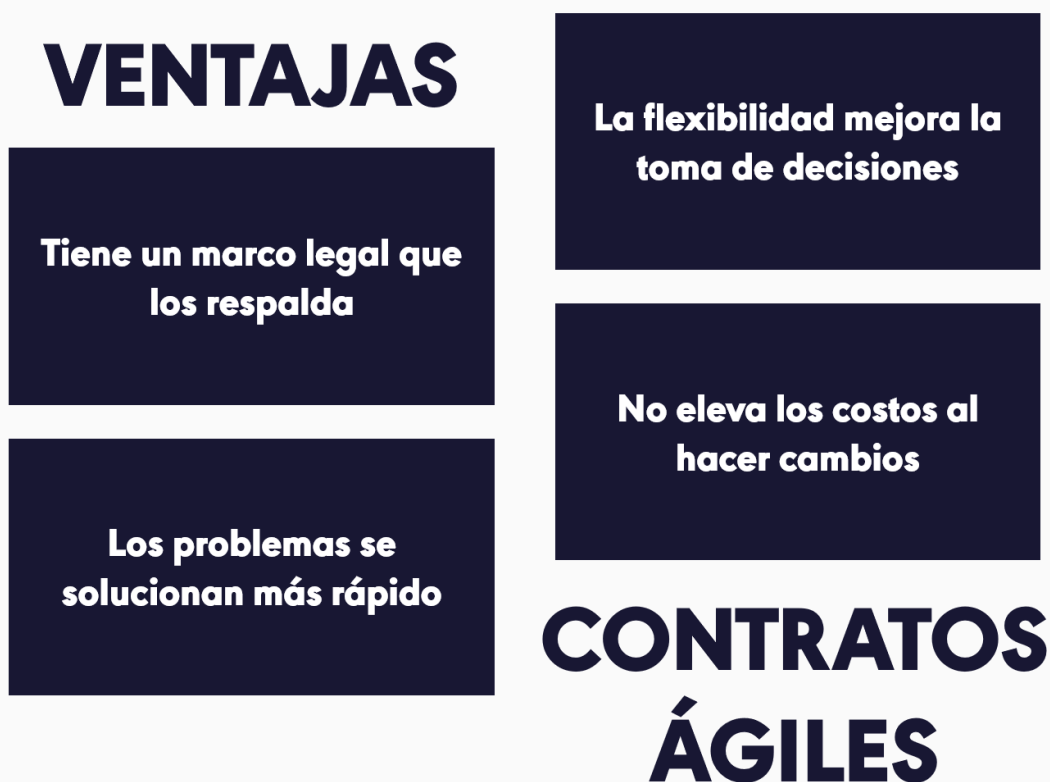 VENTAJAS
Tiene un marco legal que
los respalda
Los problemas se
solucionan más rápido
La flexibilidad mejora la
toma de decisiones
No eleva los costos al
hacer cambios
CONTRATOS
ÁGILES